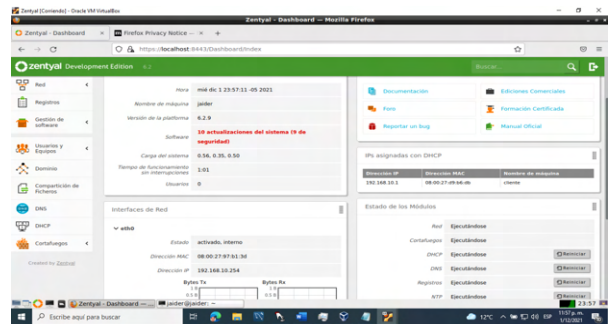 Zentyal [Corriendo] - Oracle VM VirtualBox
Zentyal - Dashboard — Mozilla Firefox
Zentyal - Dashboard
Firefox Privacy Notice —
https://localhost:8443/Dashboard/Index
zentyal Development Edition 6.2
Buscar...
Red
Registros
Gestión de software
Usuarios y Equipos
Dominio
Compartición de Ficheros
DNS
DHCP
Cortafuegos
Created by Zentyal
Hora mié dic 1 23:57:11 -05 2021
Nombre de máquina jaider
Versión de la plataforma 6.2.9
Software 10 actualizaciones del sistema (9 de seguridad)
Carga del sistema 0.56, 0.35, 0.50
Tiempo de funcionamiento sin interrupciones 1:01
Usuarios 0
Interfaces de Red
eth0
Estado activado, interno
Dirección MAC 08:00:27:97:b1:3d
Dirección IP 192.168.10.254
Bytes Tx Bytes Rx
1 B 1 B
0.5 B 0.5 B
Documentación
Ediciones Comerciales
Foro
Formación Certificada
Reportar un bug
Manual Oficial
IPs asignadas con DHCP
Dirección IP Dirección MAC Nombre de máquina
192.168.10.1 08:00:27:d9:b6:db cliente
Estado de los Módulos
Red Ejecutándose
Cortafuegos Ejecutándose
DHCP Ejecutándose Reiniciar
DNS Ejecutándose Reiniciar
Registros Ejecutándose Reiniciar
NTP Ejecutándose Reiniciar
Zentyal - Dashboard — ...
jaider@jaider: ~
23:57
Escribe aquí para buscar
12°C
ESP
11:57 p. m.
1/12/2021